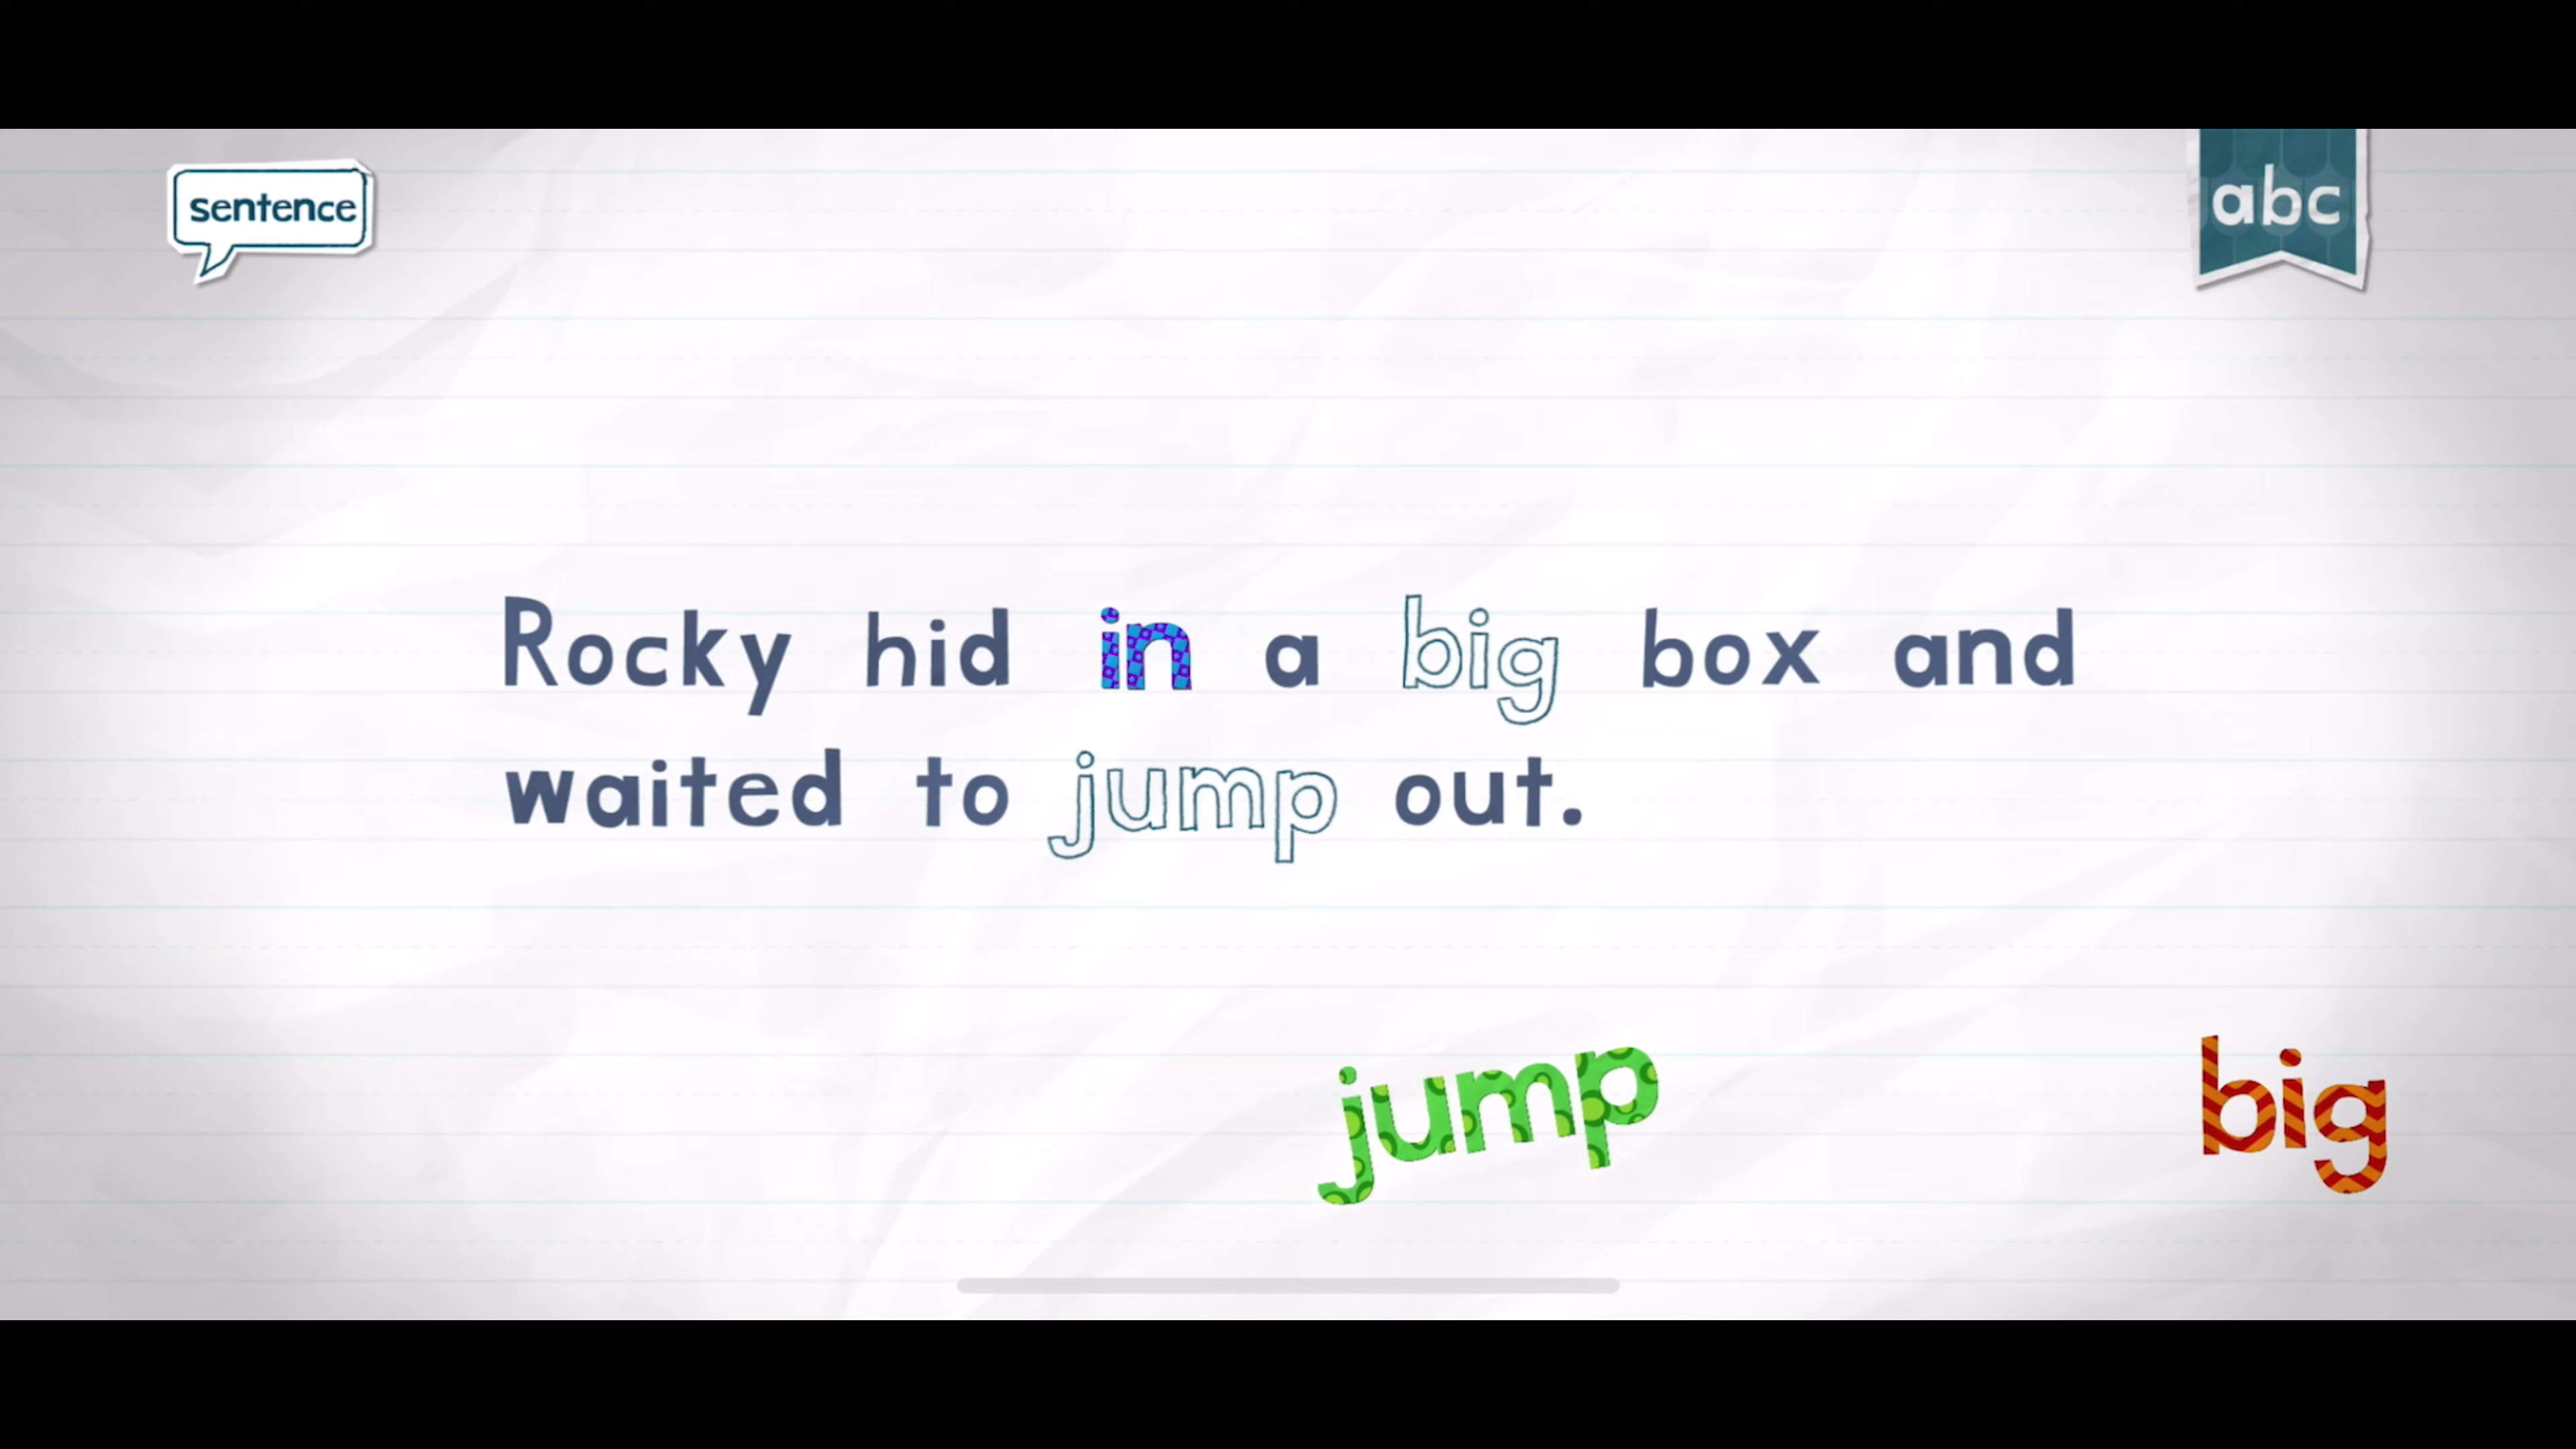 sentence
abc
Rocky hid in a big box and
waited to jump out.
jump
big